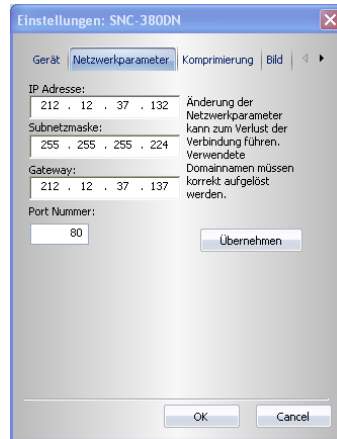 Einstellungen: SNC-380DN
Gerät Netzwerkparameter Komprimierung Bild
IP Adresse:
212 . 12 . 37 . 132
Subnetzmaske:
255 . 255 . 255 . 224
Gateway:
212 . 12 . 37 . 137
Port Nummer:
80
Änderung der
Netzwerkparameter
kann zum Verlust der
Verbindung führen.
Verwendete
Domainnamen müssen
korrekt aufgelöst
werden.
Übernehmen
OK Cancel